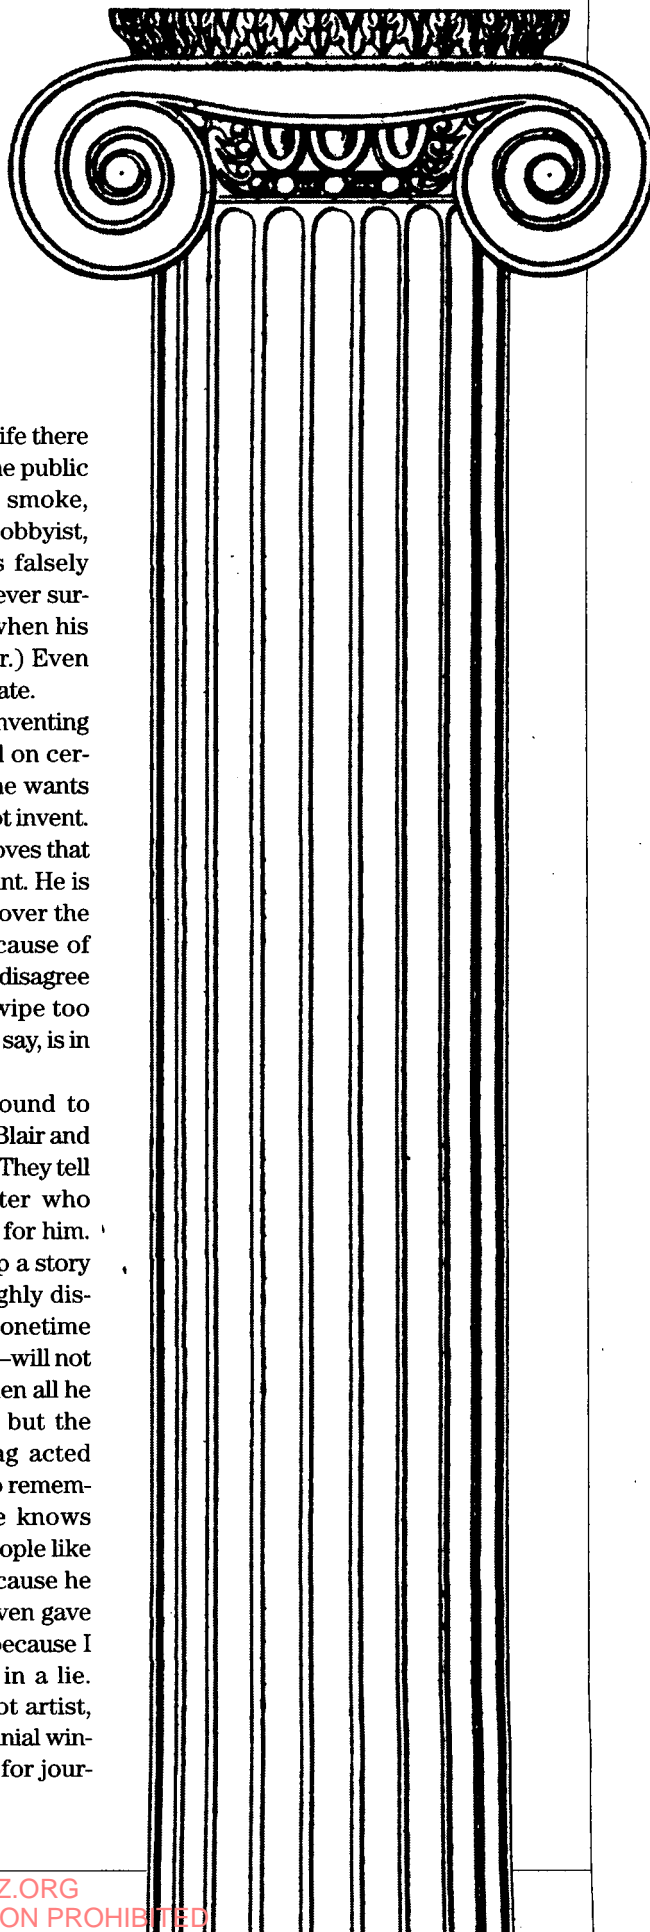 ife there
e public
smoke,
obbyist,
s falsely
ever sur-
when his
r.) Even
ate.
nventing
l on cer-
he wants
ot invent.
oves that
nt. He is
over the
cause of
disagree
wipe too
say, is in
ound to
Blair and
They tell
ter who
for him.
p a story
ghly dis-
onetime
—will not
en all he
but the
ng acted
o remem-
e knows
ople like
cause he
ven gave
because I
in a lie.
ot artist,
nial win-
for jour-
Z.ORG
ON PROHIBITED